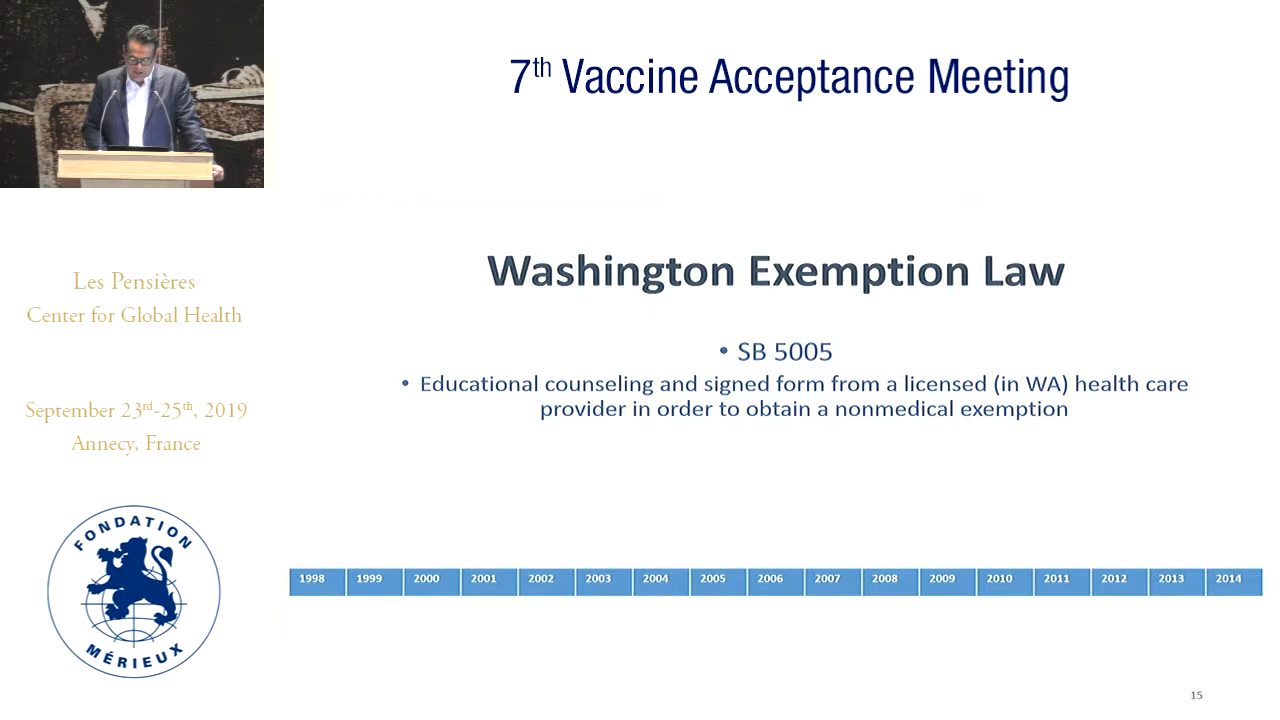 7th Vaccine Acceptance Meeting
Les Pensières
Center for Global Health
September 23rd-25th, 2019
Annecy, France
FONDATION
MÉRIEUX
Washington Exemption Law
• SB 5005
• Educational counseling and signed form from a licensed (in WA) health care
provider in order to obtain a nonmedical exemption
1998 1999 2000 2001 2002 2003 2004 2005 2006 2007 2008 2009 2010 2011 2012 2013 2014
15